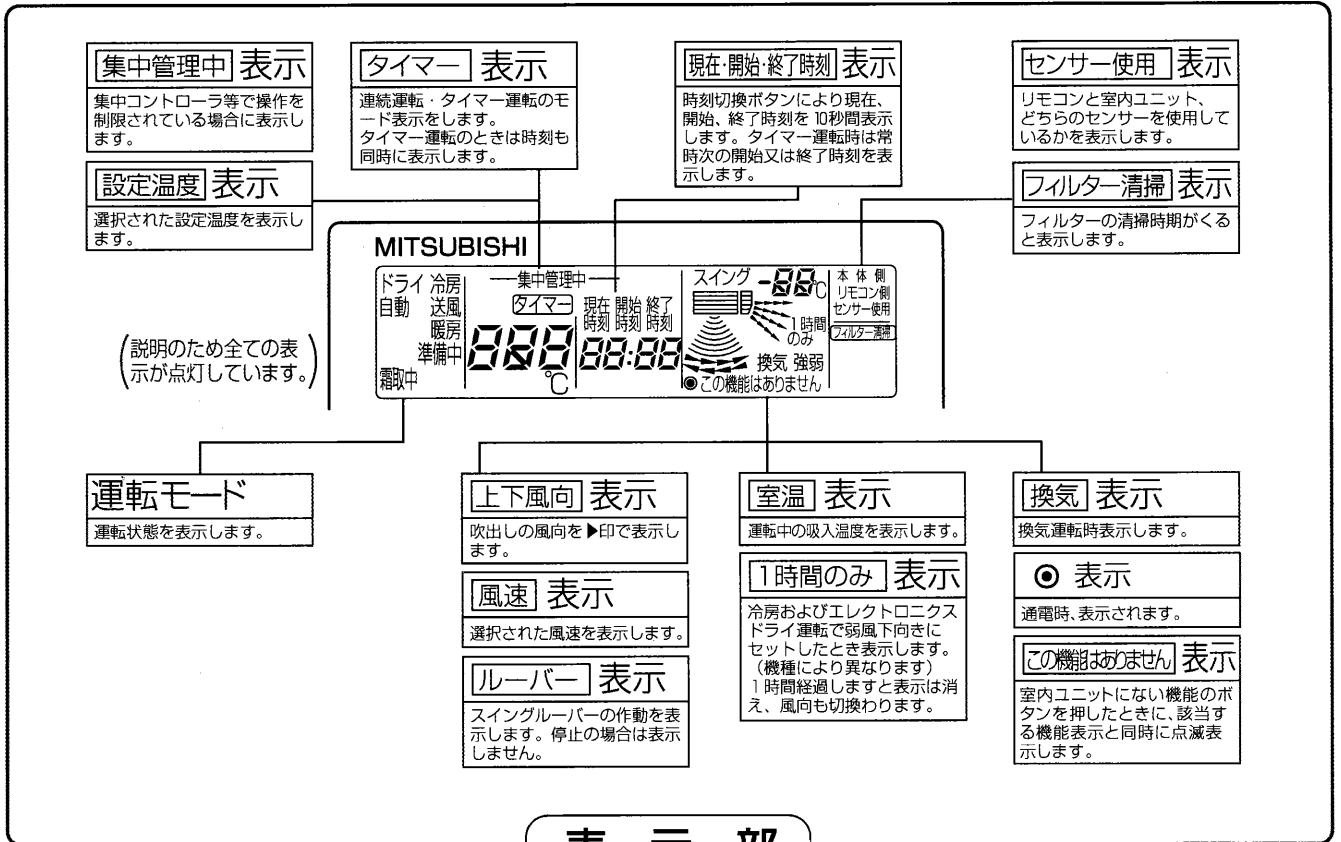 集中管理中 表示
集中コントローラ等で操作を
制限されている場合に表示し
ます。
設定温度 表示
選択された設定温度を表示し
ます。
タイマー 表示
連続運転・タイマー運転のモ
ード表示をします。
タイマー運転のときは時刻も
同時に表示します。
現在・開始・終了時刻 表示
時刻切換ボタンにより現在、
開始、終了時刻を10秒間表示
します。タイマー運転時は常
時次の開始又は終了時刻を表
示します。
センサー使用 表示
リモコンと室内ユニット、
どちらのセンサーを使用して
いるかを表示します。
フィルター清掃 表示
フィルターの清掃時期がくる
と表示します。
(説明のため全ての表
示が点灯しています。)
MITSUBISHI
ドライ 冷房
自動 送風
暖房
準備中
霜取中
集中管理中
タイマー
888
℃
現在 開始 終了
時刻 時刻 時刻
88:88
スイング
-88℃
1時間
のみ
換気 強弱
◉この機能はありません
本体側
リモコン側
センサー使用
フィルター清掃
運転モード
運転状態を表示します。
上下風向 表示
吹出しの風向を▶印で表示し
ます。
風速 表示
選択された風速を表示します。
ルーバー 表示
スイングルーバーの作動を表
示します。停止の場合は表示
しません。
室温 表示
運転中の吸入温度を表示します。
1時間のみ 表示
冷房およびエレクトロニクス
ドライ運転で弱風下向きに
セットしたとき表示します。
(機種により異なります)
1時間経過しますと表示は消
え、風向も切換わります。
換気 表示
換気運転時表示します。
◉ 表示
通電時、表示されます。
この機能はありません 表示
室内ユニットにない機能のボ
タンを押したときに、該当す
る機能表示と同時に点滅表
示します。
表示部